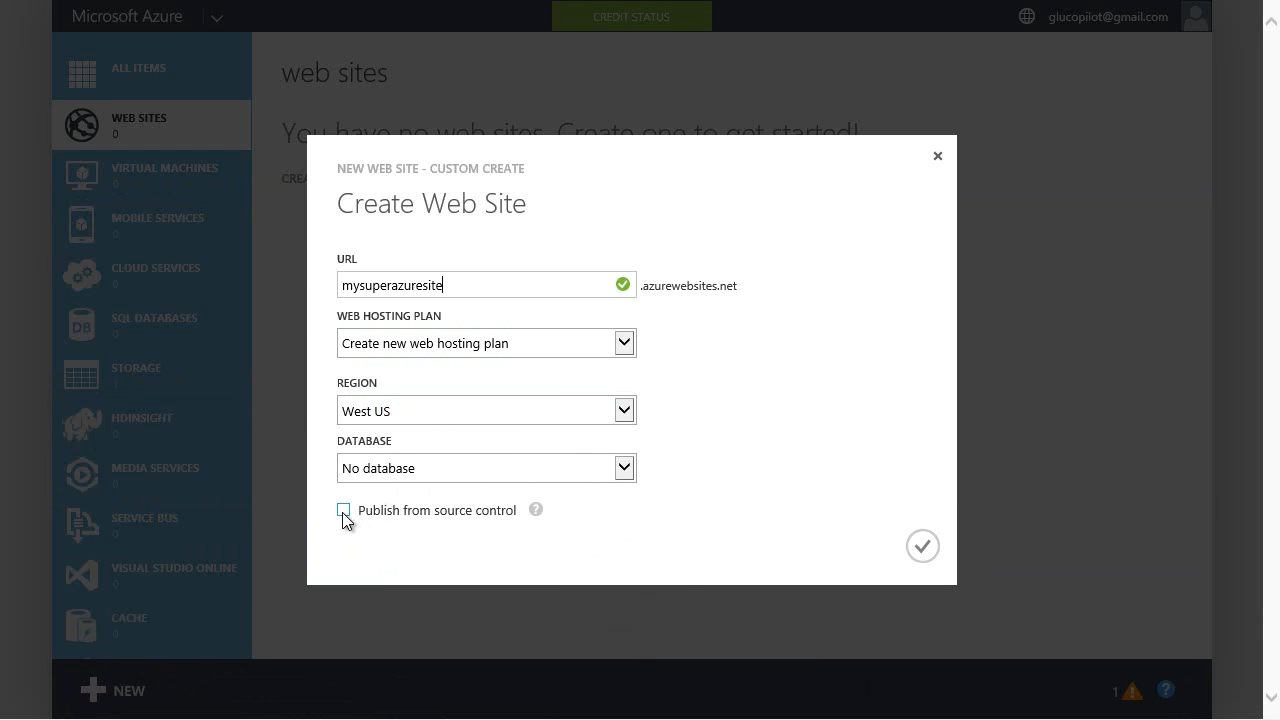 Microsoft Azure
CREDIT STATUS
glucopilot@gmail.com
ALL ITEMS
WEB SITES
0
VIRTUAL MACHINES
0
MOBILE SERVICES
0
CLOUD SERVICES
0
SQL DATABASES
0
DB
STORAGE
1
HDINSIGHT
0
MEDIA SERVICES
0
SERVICE BUS
0
VISUAL STUDIO ONLINE
0
CACHE
0
web sites
You have no web sites. Create one to get started!
NEW WEB SITE - CUSTOM CREATE
Create Web Site
URL
mysuperazuresite .azurewebsites.net
WEB HOSTING PLAN
Create new web hosting plan
REGION
West US
DATABASE
No database
Publish from source control ?
NEW
1 ?